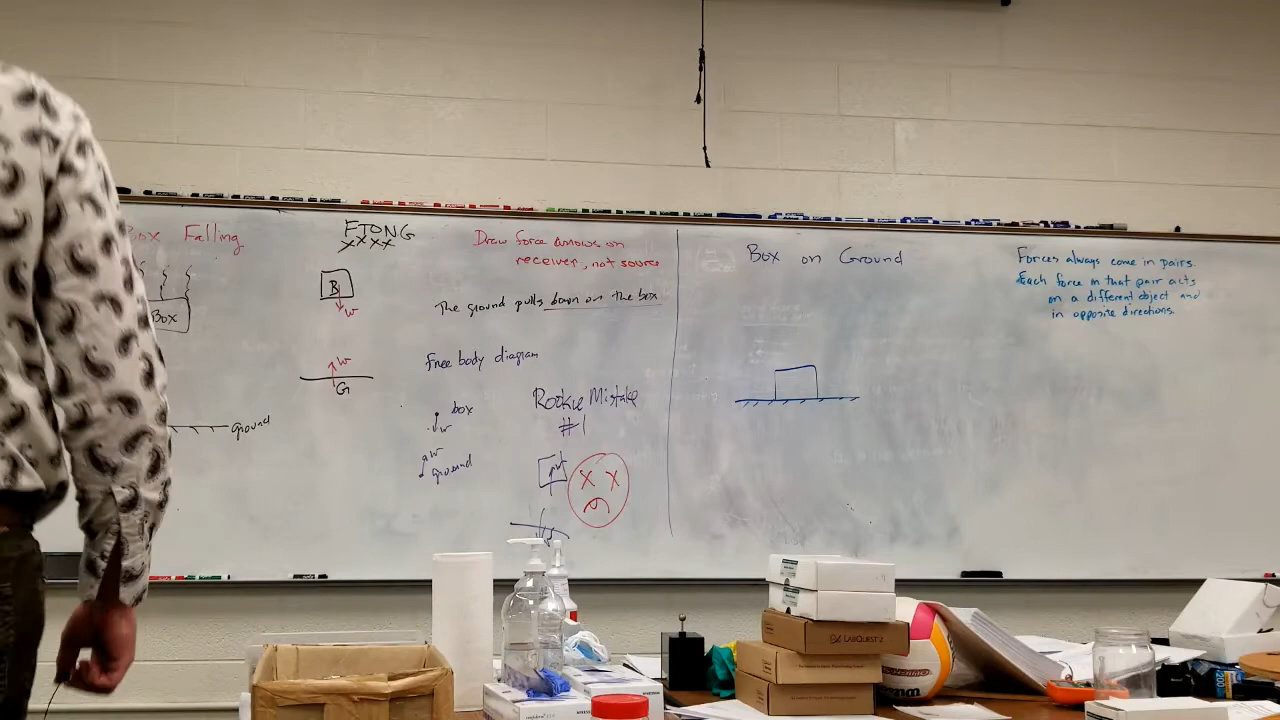 Box Falling
Box
ground
FTONG
xxxx
B
w
w
G
Draw force arrows on
receiver, not source
The ground pulls down on the box
Free body diagram
box
w
w
ground
Rookie Mistake
#1
Box on Ground
Forces always come in pairs.
Each force in that pair acts
on a different object and
in opposite directions.
LABQUEST 2